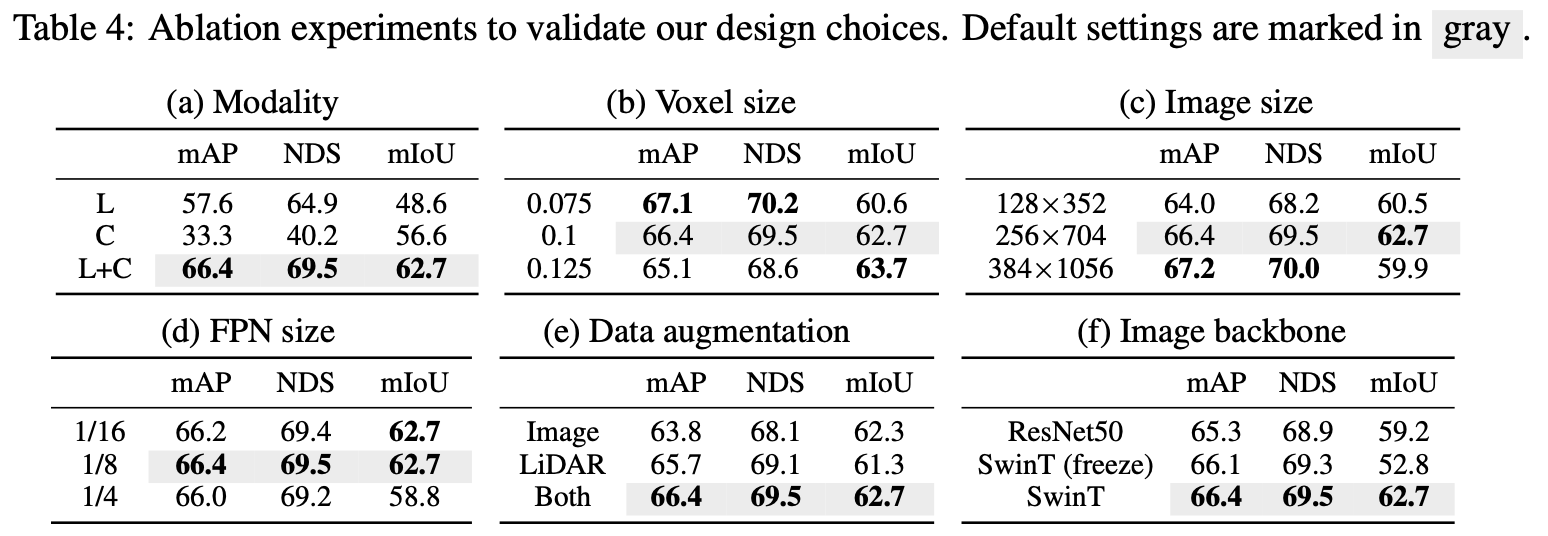 Table 4: Ablation experiments to validate our design choices. Default settings are marked in gray .
(a) Modality
mAP NDS mIoU
L 57.6 64.9 48.6
C 33.3 40.2 56.6
L+C 66.4 69.5 62.7
(b) Voxel size
mAP NDS mIoU
0.075 67.1 70.2 60.6
0.1 66.4 69.5 62.7
0.125 65.1 68.6 63.7
(c) Image size
mAP NDS mIoU
128×352 64.0 68.2 60.5
256×704 66.4 69.5 62.7
384×1056 67.2 70.0 59.9
(d) FPN size
mAP NDS mIoU
1/16 66.2 69.4 62.7
1/8 66.4 69.5 62.7
1/4 66.0 69.2 58.8
(e) Data augmentation
mAP NDS mIoU
Image 63.8 68.1 62.3
LiDAR 65.7 69.1 61.3
Both 66.4 69.5 62.7
(f) Image backbone
mAP NDS mIoU
ResNet50 65.3 68.9 59.2
SwinT (freeze) 66.1 69.3 52.8
SwinT 66.4 69.5 62.7